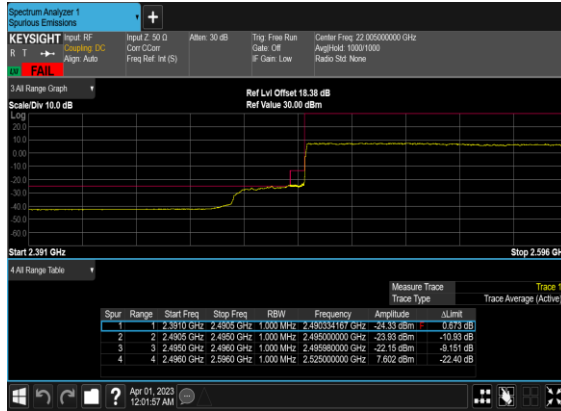 Spectrum Analyzer 1
Spurious Emissions
KEYSIGHT Input: RF Input Z: 50 Ω Atten: 30 dB Trig: Free Run Center Freq: 22.005000000 GHz
R T Coupling: DC Corr CCorr Gate: Off Avg|Hold: 1000/1000
Align: Auto Freq Ref: Int (S) IF Gain: Low Radio Std: None
FAIL
3 All Range Graph
Ref Lvl Offset 18.38 dB
Scale/Div 10.0 dB Ref Value 30.00 dBm
Log
20.0
10.0
0.00
-10.0
-20.0
-30.0
-40.0
-50.0
-60.0
Start 2.391 GHz Stop 2.596 GH
4 All Range Table
Measure Trace Trace 1
Trace Type Trace Average (Active)
Spur Range Start Freq Stop Freq RBW Frequency Amplitude ΔLimit
1 1 2.3910 GHz 2.4905 GHz 1.000 MHz 2.490334167 GHz -24.33 dBm F 0.673 dB
2 2 2.4905 GHz 2.4950 GHz 1.000 MHz 2.495000000 GHz -23.93 dBm -10.93 dB
3 3 2.4950 GHz 2.4960 GHz 1.000 MHz 2.495980000 GHz -22.15 dBm -9.151 dB
4 4 2.4960 GHz 2.5960 GHz 1.000 MHz 2.525000000 GHz 7.602 dBm -22.40 dB
?
Apr 01, 2023
12:01:57 AM